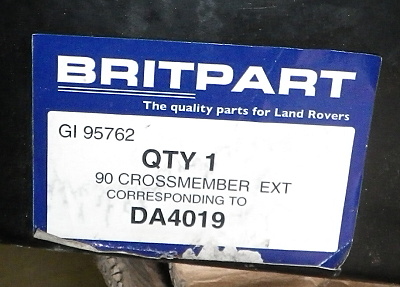 BRITPART
The quality parts for Land Rovers
GI 95762
QTY 1
90 CROSSMEMBER EXT
CORRESPONDING TO
DA4019